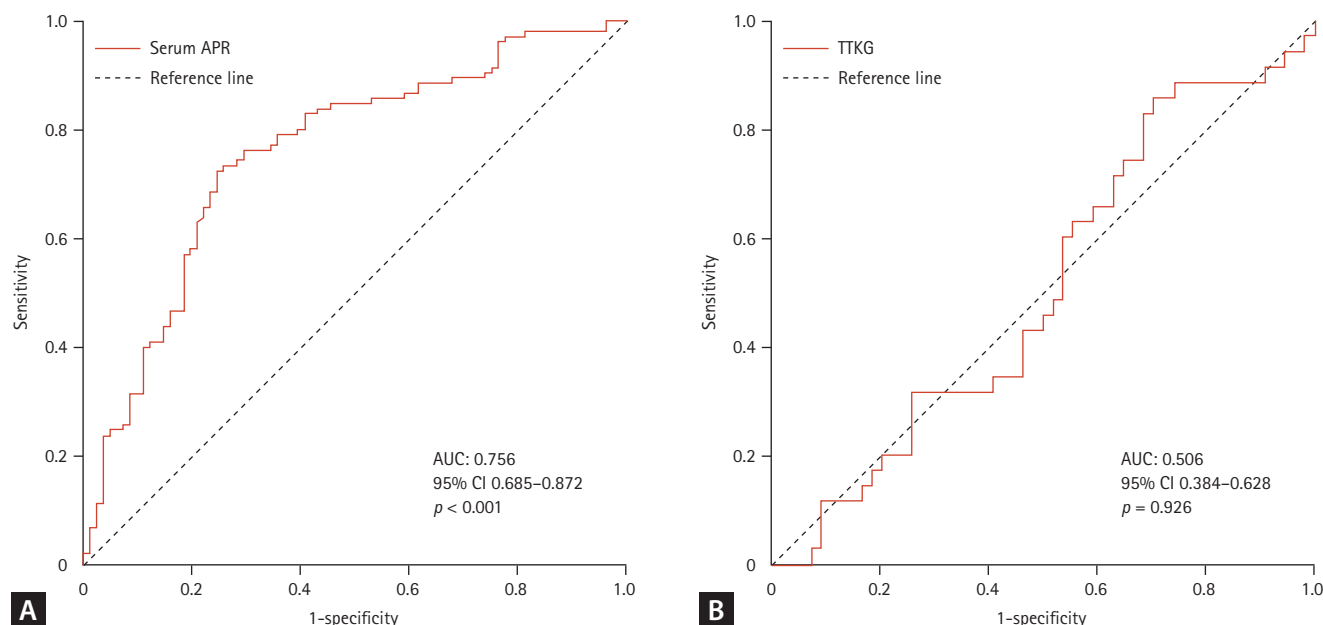 1.0
0.8
0.6
0.4
0.2
0
Sensitivity
Serum APR
Reference line
AUC: 0.756
95% CI 0.685–0.872
p < 0.001
0
0.2
0.4
0.6
0.8
1.0
1-specificity
A
1.0
0.8
0.6
0.4
0.2
0
Sensitivity
TTKG
Reference line
AUC: 0.506
95% CI 0.384–0.628
p = 0.926
0
0.2
0.4
0.6
0.8
1.0
1-specificity
B